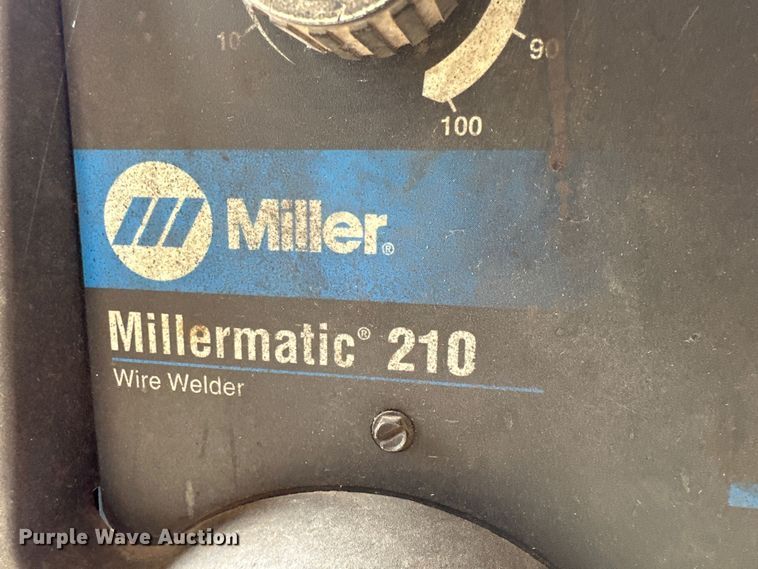 10
90
100
Miller®
Millermatic® 210
Wire Welder
Purple Wave Auction®